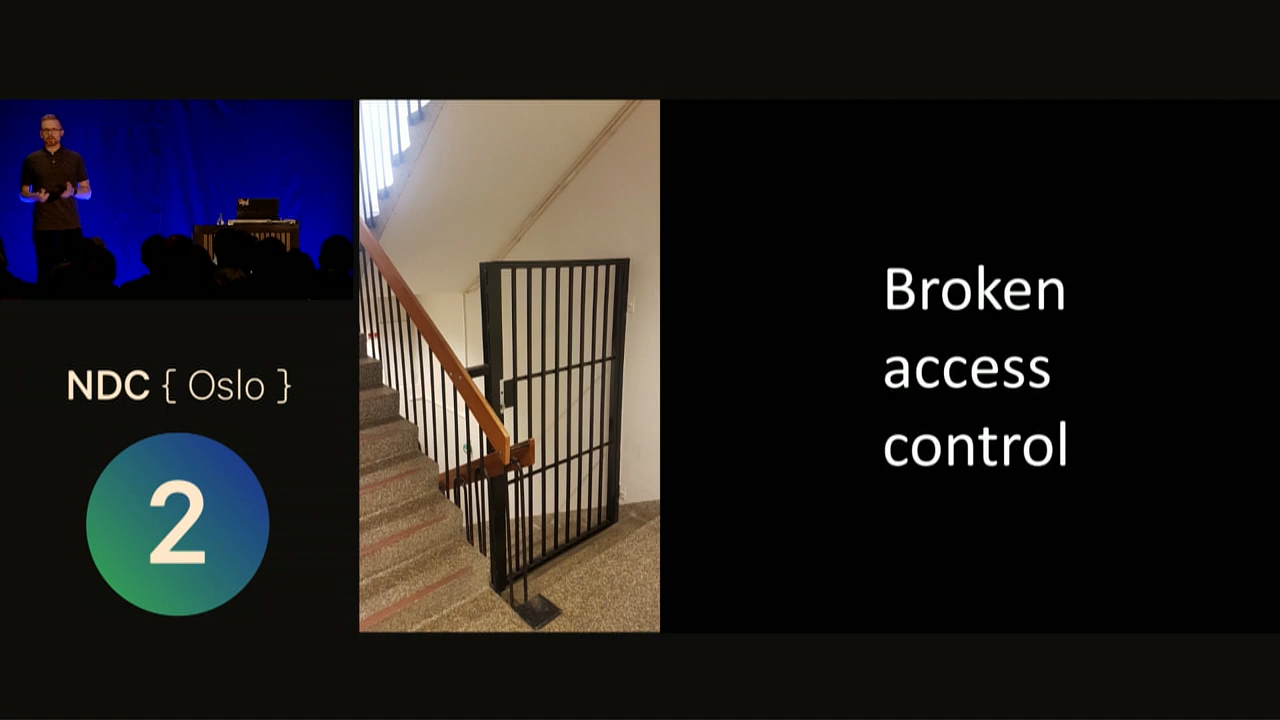 NDC { Oslo }
2
Broken
access
control